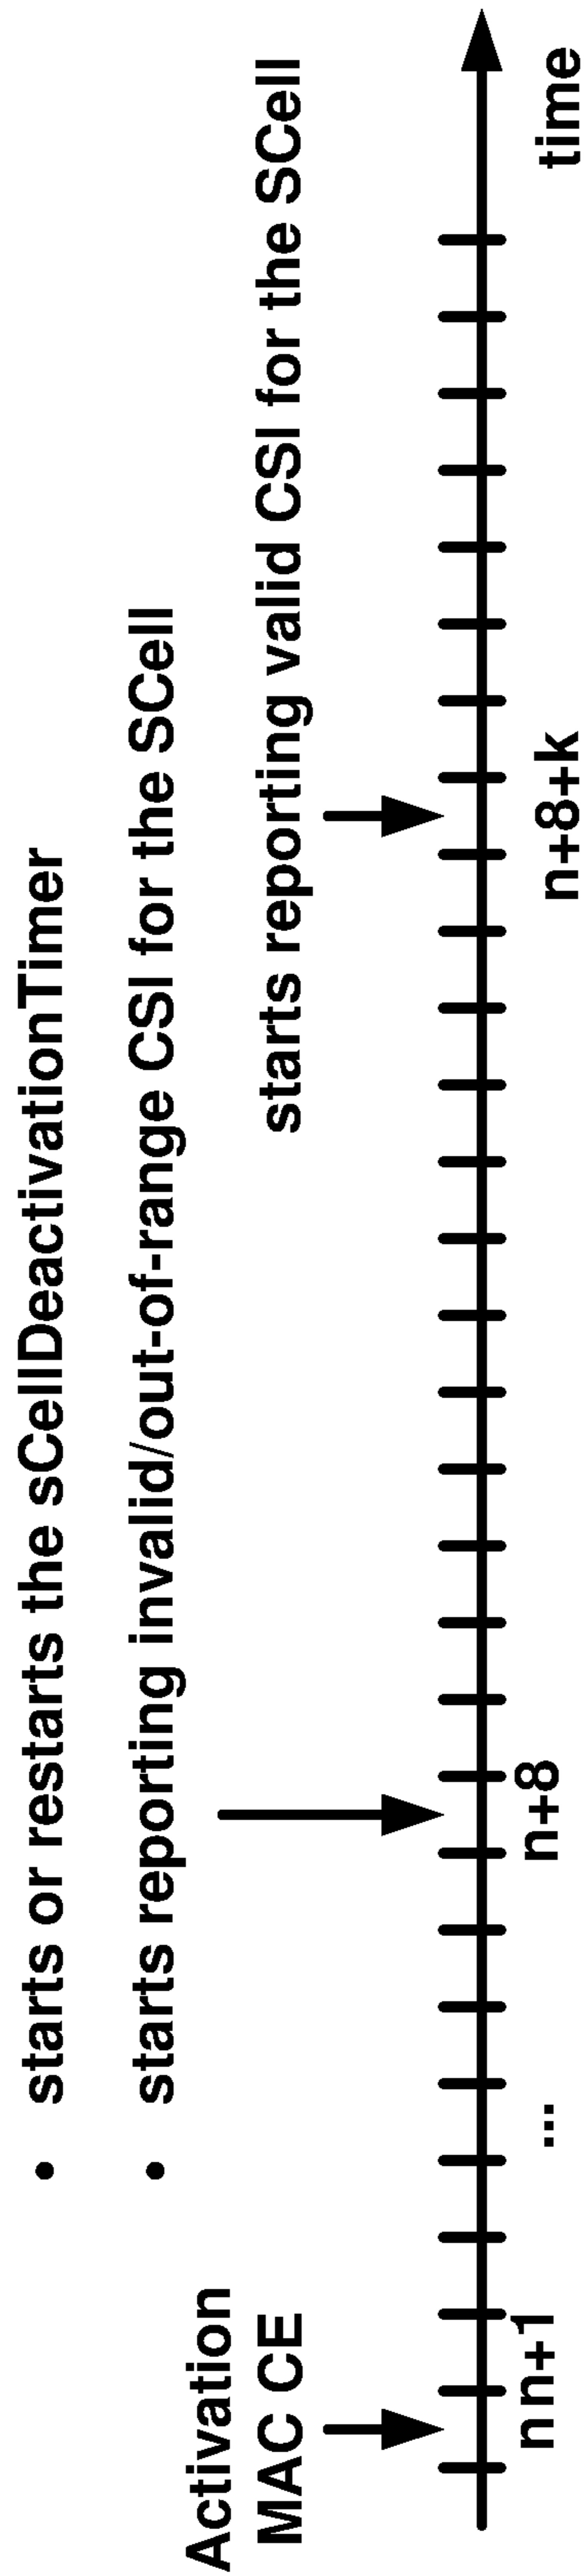 • starts or restarts the sCellDeactivationTimer
• starts reporting invalid/out-of-range CSI for the SCell
Activation
MAC CE
starts reporting valid CSI for the SCell
n n+1
...
n+8
n+8+k
time